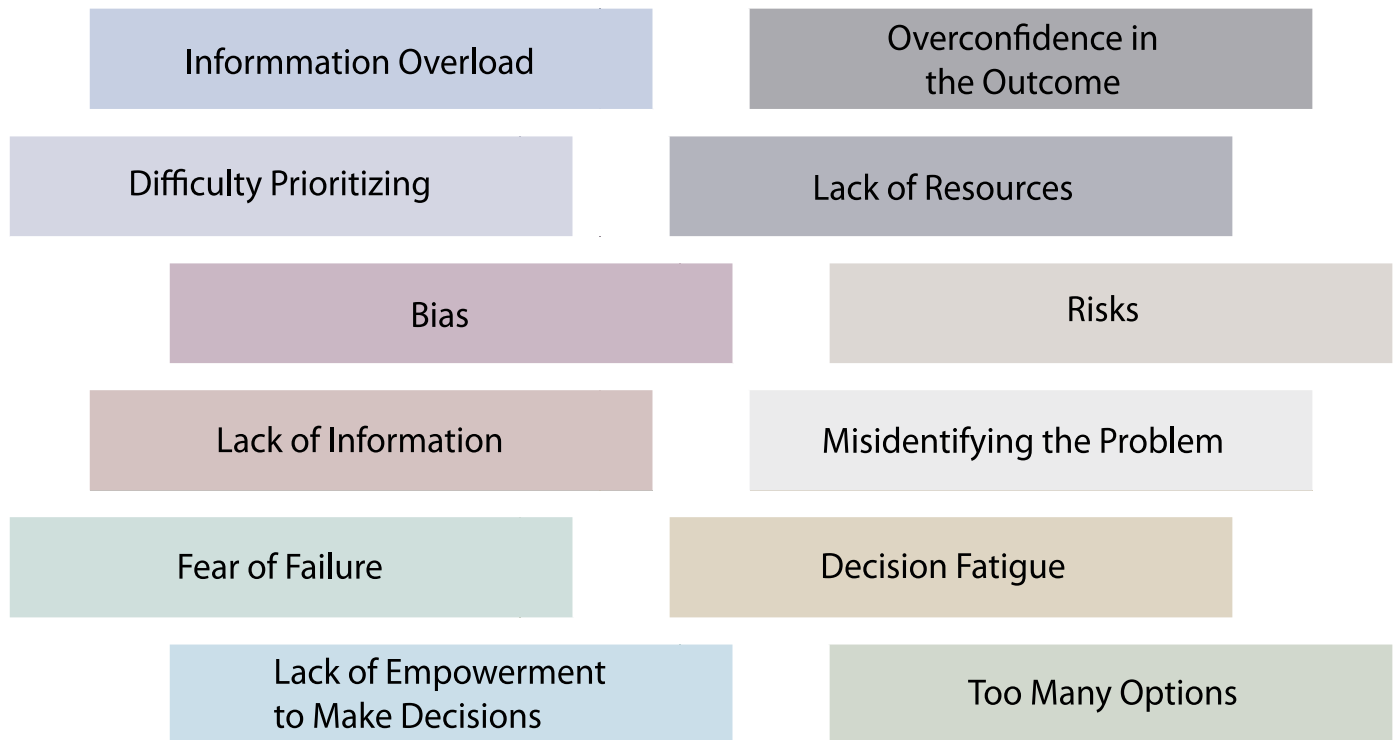 Informmation Overload
Overconfidence in
the Outcome
Difficulty Prioritizing
Lack of Resources
Bias
Risks
Lack of Information
Misidentifying the Problem
Fear of Failure
Decision Fatigue
Lack of Empowerment
to Make Decisions
Too Many Options